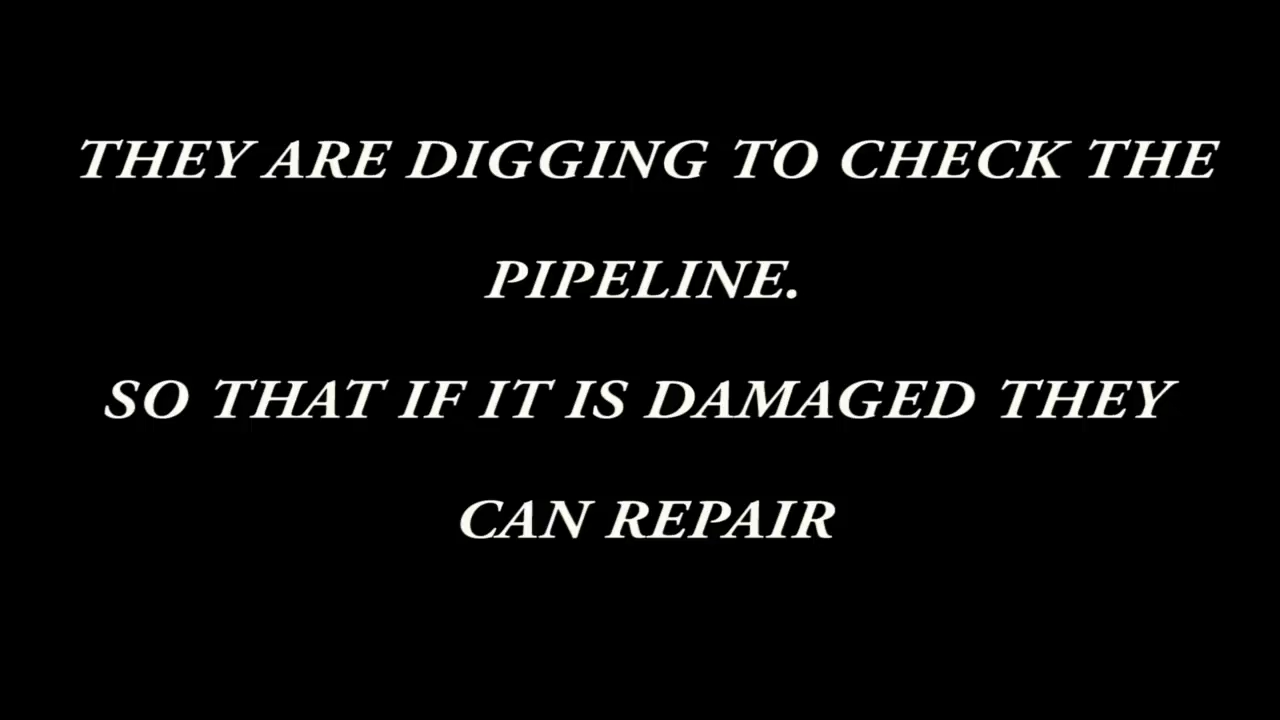 THEY ARE DIGGING TO CHECK THE
PIPELINE.
SO THAT IF IT IS DAMAGED THEY
CAN REPAIR